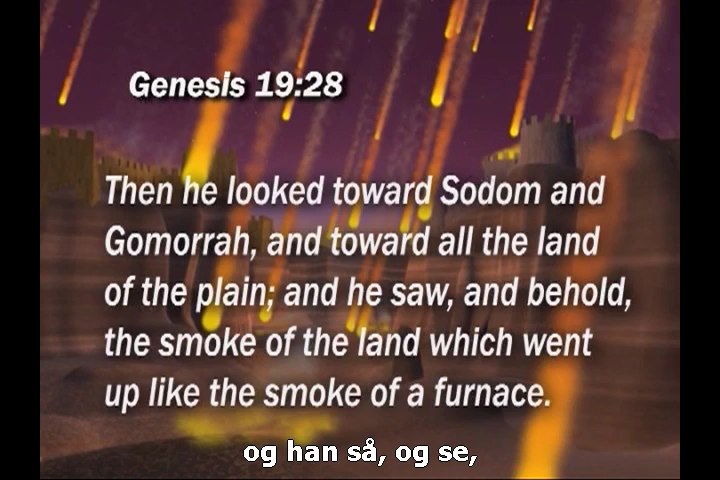 Genesis 19:28
Then he looked toward Sodom and
Gomorrah, and toward all the land
of the plain; and he saw, and behold,
the smoke of the land which went
up like the smoke of a furnace.
og han så, og se,